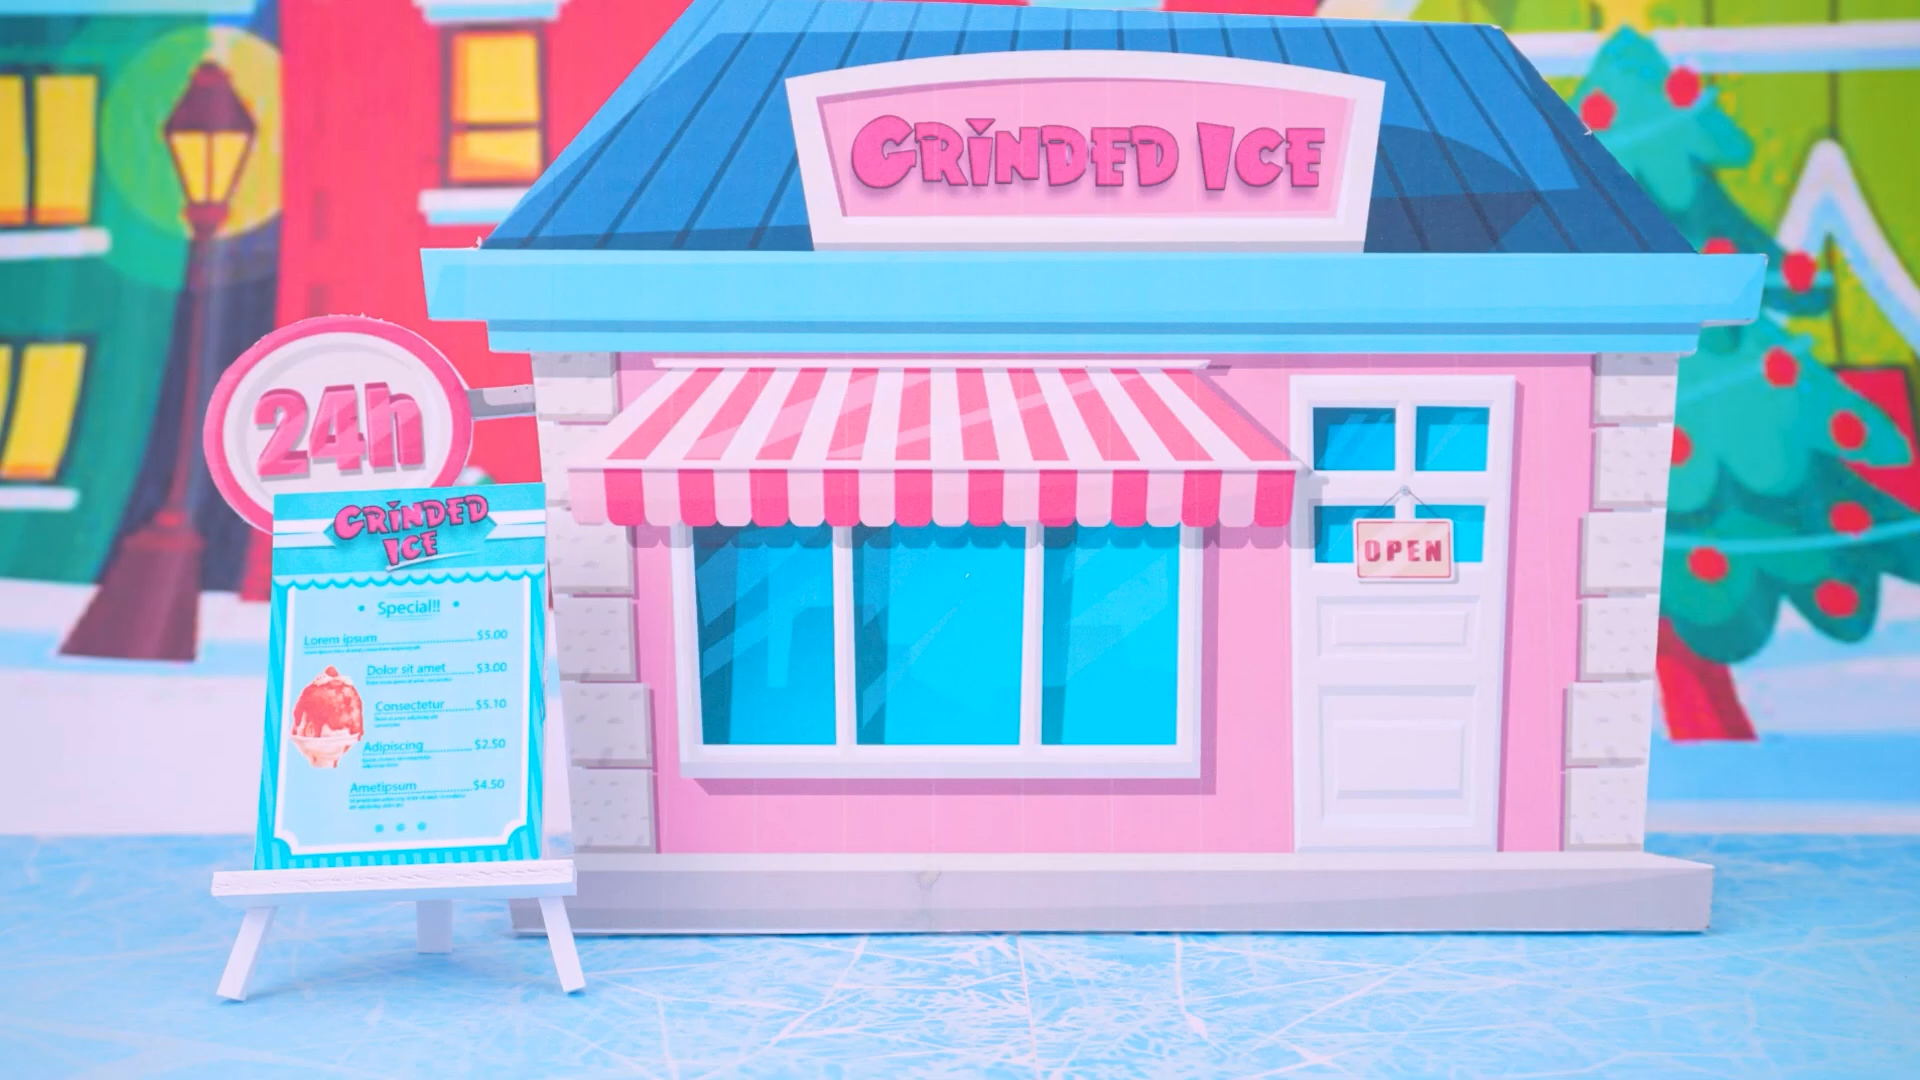 GRINDED ICE
24h
GRINDED
ICE
Special!!
Lorem ipsum $5.00
Dolor sit amet $3.00
Consectetur $5.10
Adipiscing $2.50
Ametipsum $4.50
OPEN